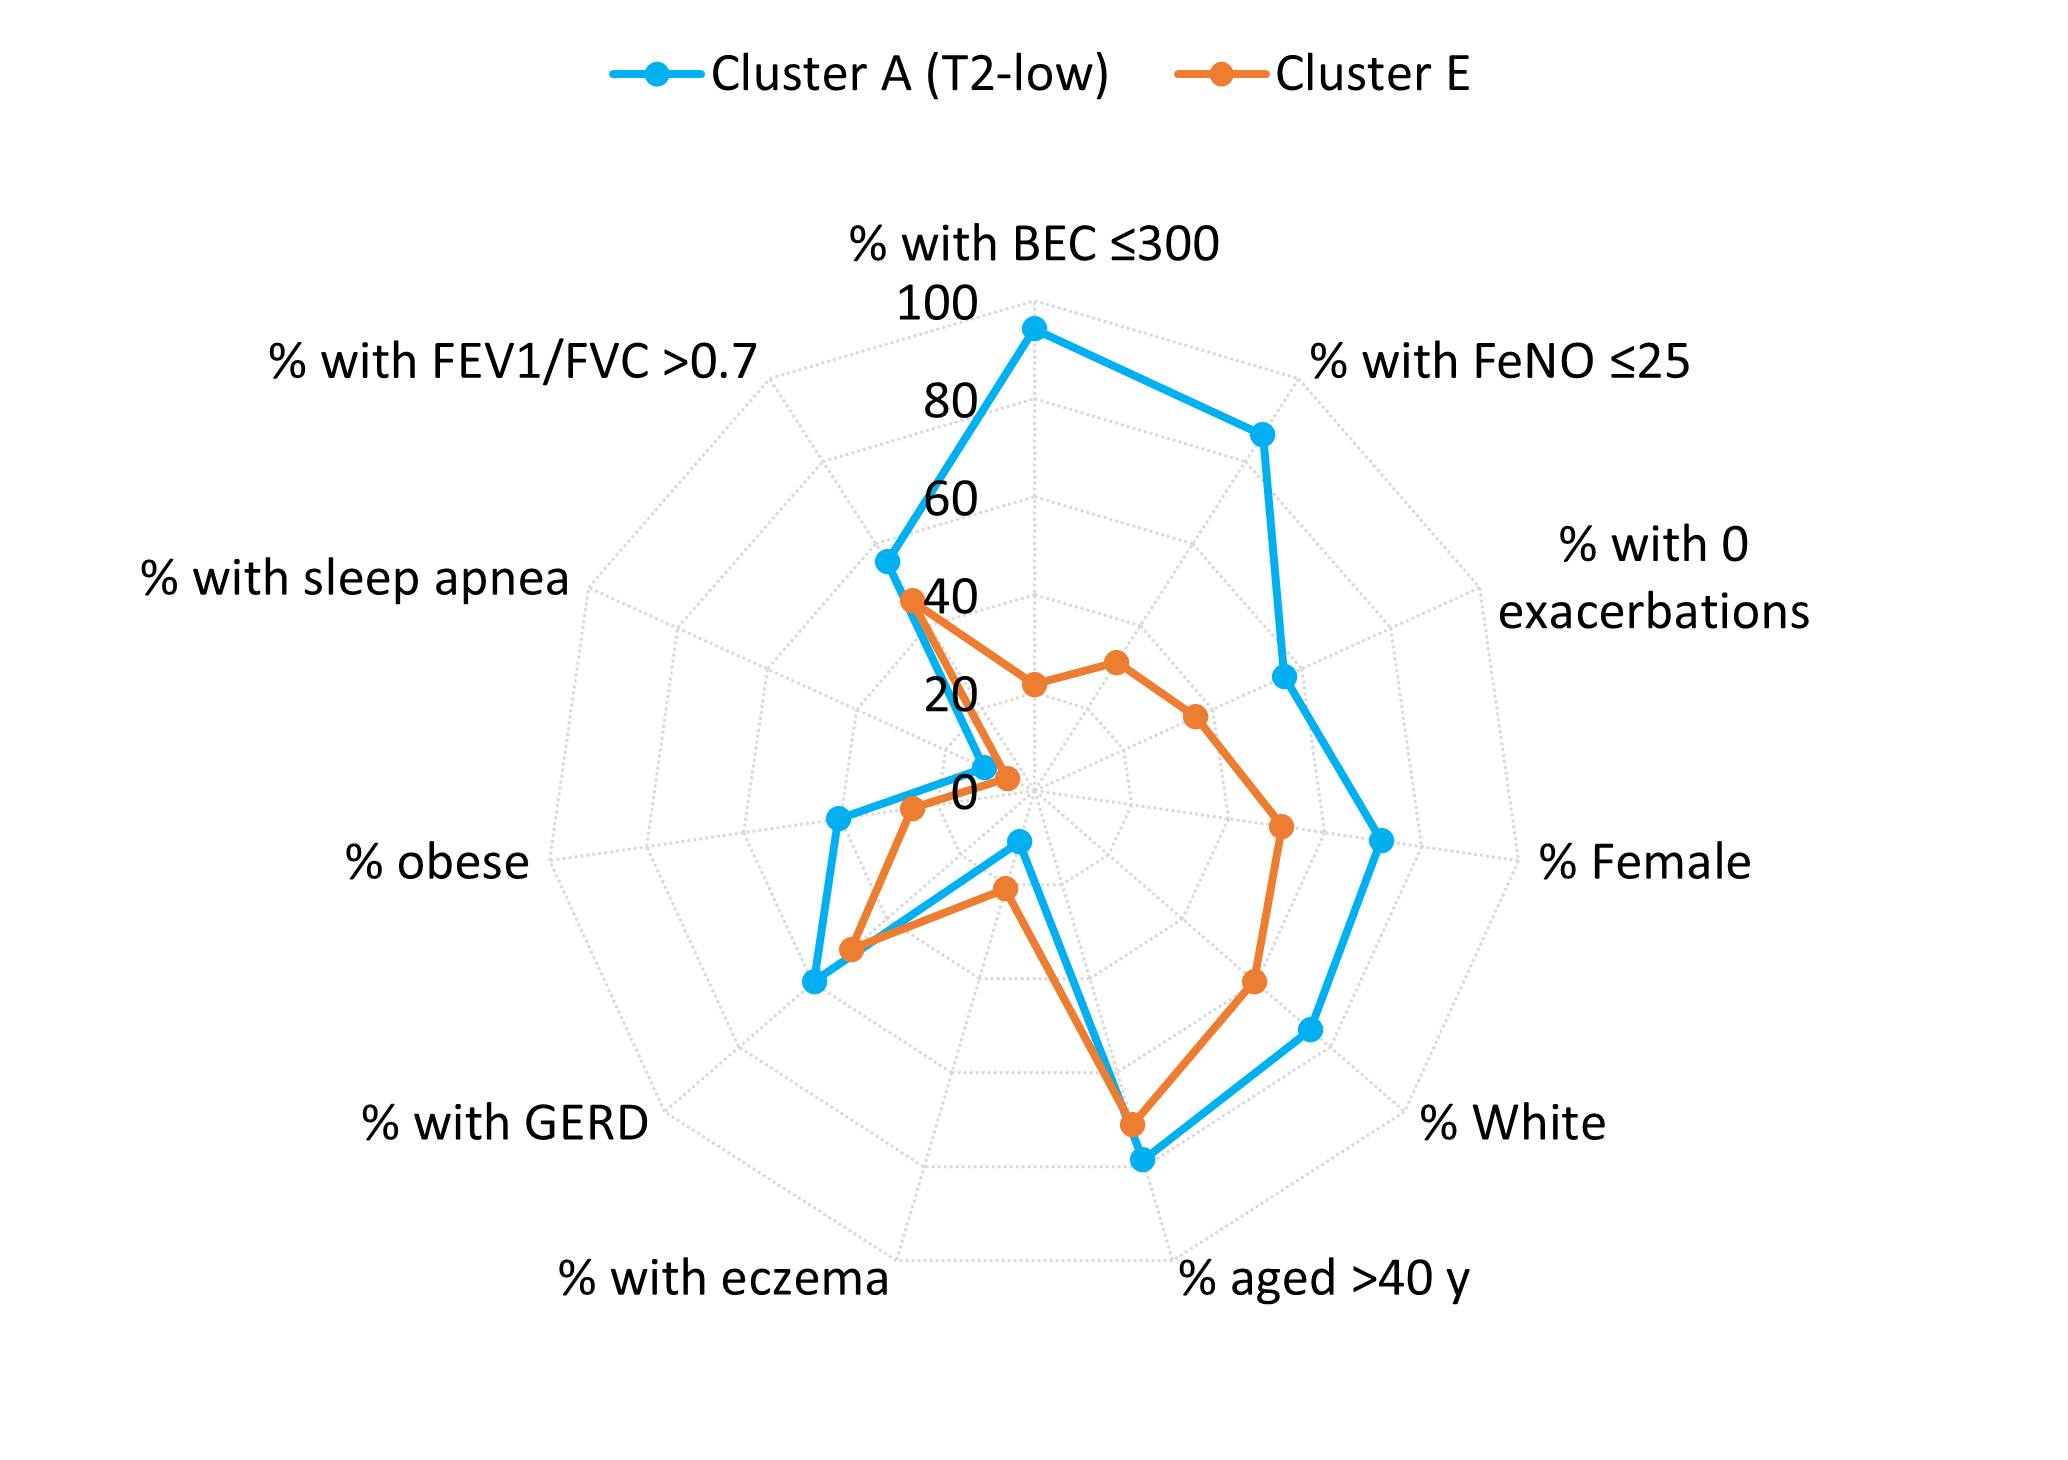 Cluster A (T2-low) Cluster E
% with BEC ≤300
100
% with FEV1/FVC >0.7
% with FeNO ≤25
80
60
% with 0
exacerbations
% with sleep apnea
40
20
0
% obese
% Female
% with GERD
% White
% with eczema
% aged >40 y